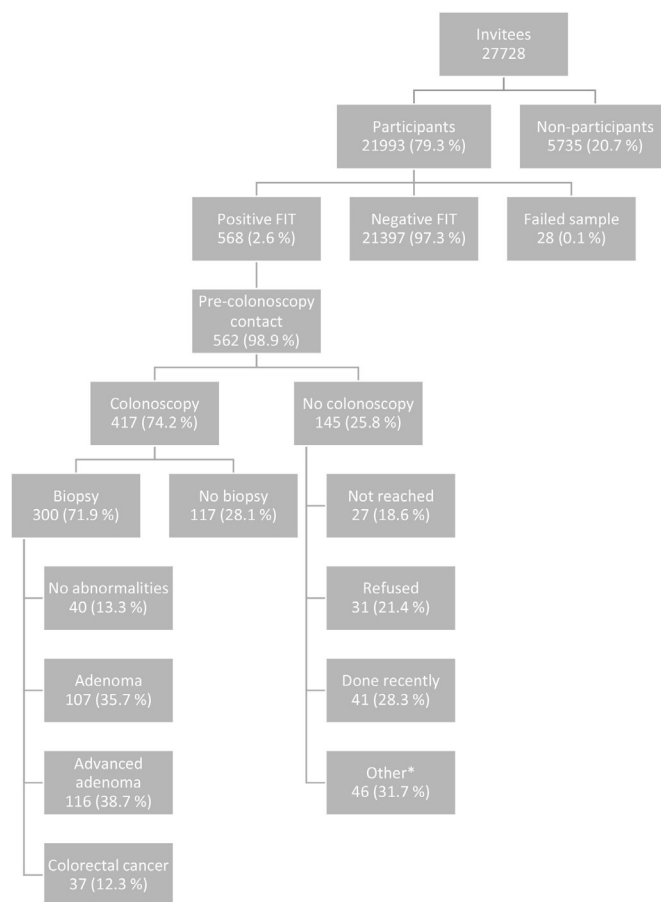 Invitees
27728
Participants
21993 (79.3 %)
Non-participants
5735 (20.7 %)
Positive FIT
568 (2.6 %)
Negative FIT
21397 (97.3 %)
Failed sample
28 (0.1 %)
Pre-colonoscopy
contact
562 (98.9 %)
Colonoscopy
417 (74.2 %)
No colonoscopy
145 (25.8 %)
Biopsy
300 (71.9 %)
No biopsy
117 (28.1 %)
Not reached
27 (18.6 %)
No abnormalities
40 (13.3 %)
Refused
31 (21.4 %)
Adenoma
107 (35.7 %)
Done recently
41 (28.3 %)
Advanced
adenoma
116 (38.7 %)
Other*
46 (31.7 %)
Colorectal cancer
37 (12.3 %)